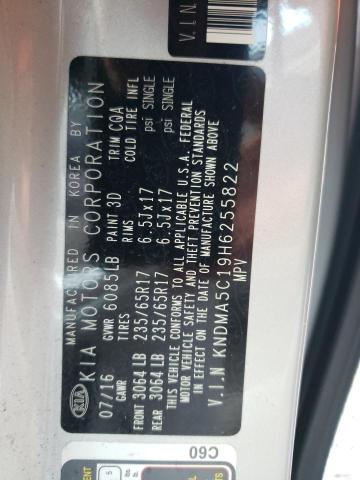 MANUFACTURED IN KOREA BY
KIA KIA MOTORS CORPORATION
07/16 GVWR 6085LB PAINT 3D TRIM CQA
GAWR TIRES RIMS COLD TIRE INFL
FRONT 3064 LB 235/65R17 6.5Jx17 psi SINGLE
REAR 3064 LB 235/65R17 6.5Jx17 psi SINGLE
THIS VEHICLE CONFORMS TO ALL APPLICABLE U.S.A. FEDERAL
MOTOR VEHICLE SAFETY AND THEFT PREVENTION STANDARDS
IN EFFECT ON THE DATE OF MANUFACTURE SHOWN ABOVE
V.I.N KNDMA5C19H6255822
MPV
V.I.N
C60